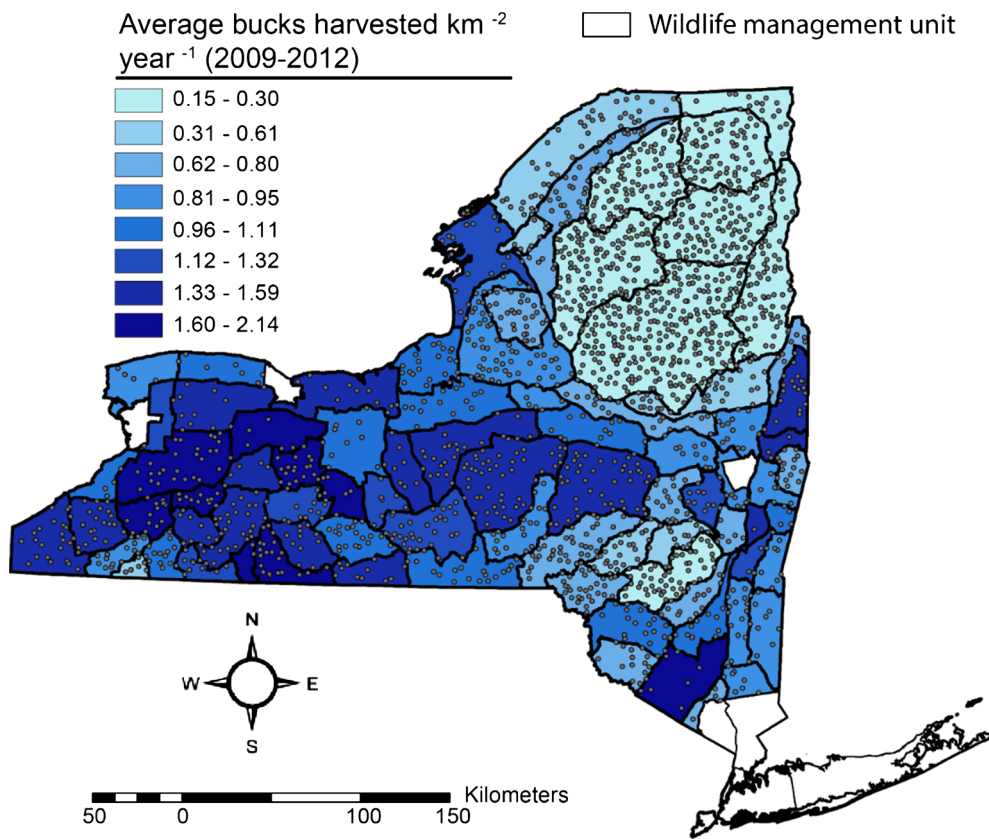 Average bucks harvested km -2
year -1 (2009-2012)
Wildlife management unit
0.15 - 0.30
0.31 - 0.61
0.62 - 0.80
0.81 - 0.95
0.96 - 1.11
1.12 - 1.32
1.33 - 1.59
1.60 - 2.14
N
W E
S
Kilometers
50 0 100 150